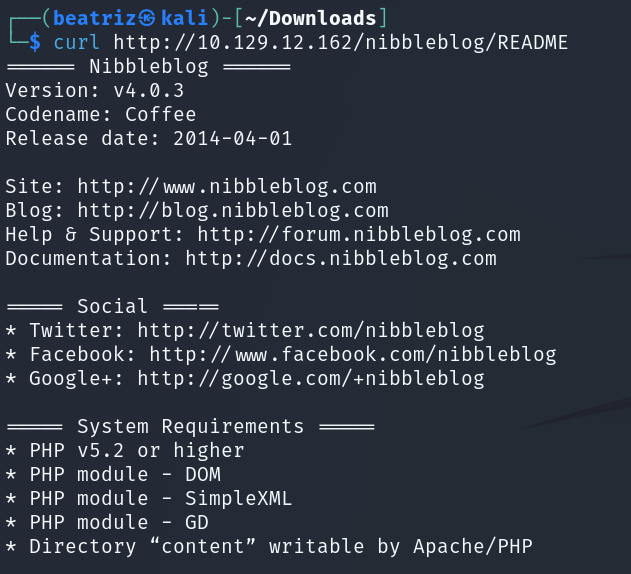 ┌──(beatriz㉿kali)-[~/Downloads]
└─$ curl http://10.129.12.162/nibbleblog/README
====== Nibbleblog ======
Version: v4.0.3
Codename: Coffee
Release date: 2014-04-01
Site: http://www.nibbleblog.com
Blog: http://blog.nibbleblog.com
Help & Support: http://forum.nibbleblog.com
Documentation: http://docs.nibbleblog.com
===== Social =====
* Twitter: http://twitter.com/nibbleblog
* Facebook: http://www.facebook.com/nibbleblog
* Google+: http://google.com/+nibbleblog
===== System Requirements =====
* PHP v5.2 or higher
* PHP module - DOM
* PHP module - SimpleXML
* PHP module - GD
* Directory “content” writable by Apache/PHP